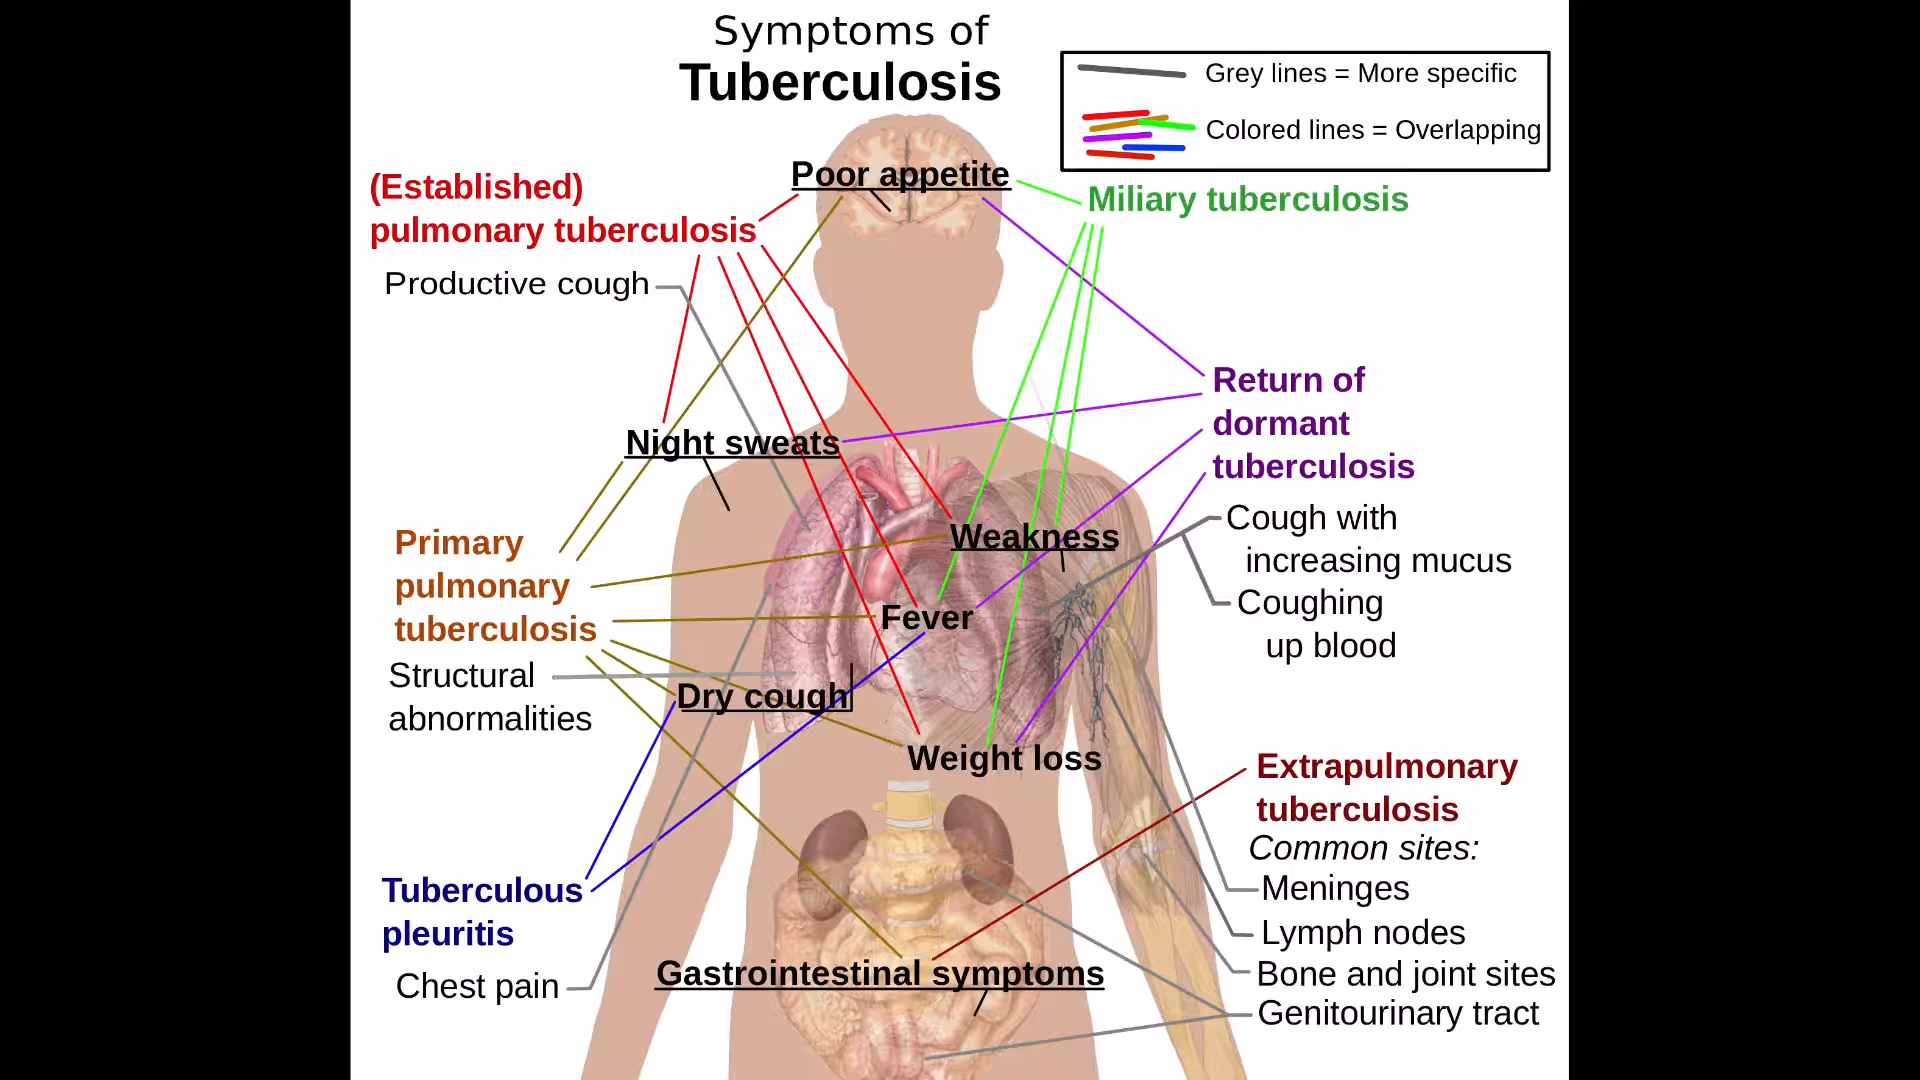 Symptoms of
Tuberculosis
Grey lines = More specific
Colored lines = Overlapping
Poor appetite
(Established)
pulmonary tuberculosis
Productive cough
Miliary tuberculosis
Night sweats
Return of
dormant
tuberculosis
Cough with
increasing mucus
Coughing
up blood
Weakness
Primary
pulmonary
tuberculosis
Structural
abnormalities
Fever
Dry cough
Weight loss
Extrapulmonary
tuberculosis
Common sites:
Meninges
Lymph nodes
Bone and joint sites
Genitourinary tract
Tuberculous
pleuritis
Chest pain
Gastrointestinal symptoms